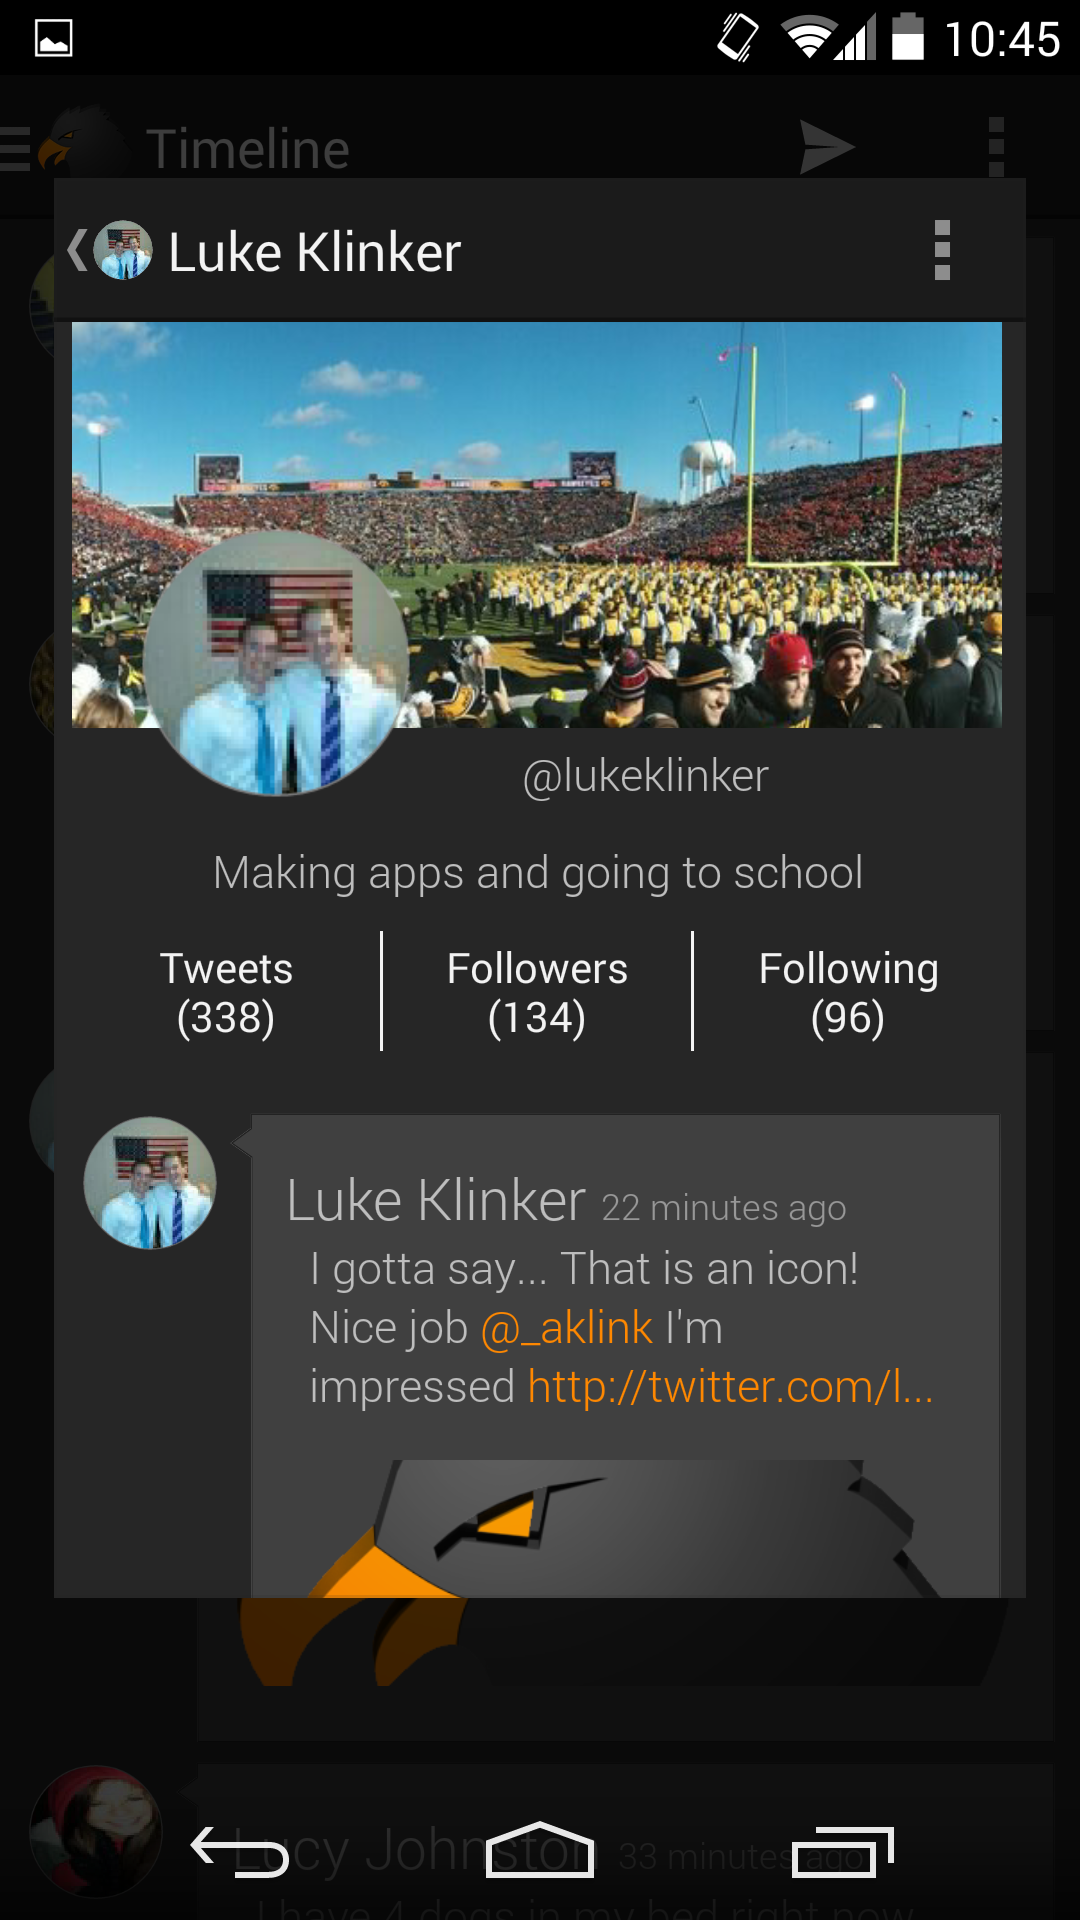 10:45
Timeline
Luke Klinker
@lukeklinker
Making apps and going to school
Tweets
(338)
Followers
(134)
Following
(96)
Luke Klinker 22 minutes ago
I gotta say... That is an icon!
Nice job @_aklink I'm
impressed http://twitter.com/l...
Lucy Johnston 33 minutes ago
I have 4 dogs in my bed right now